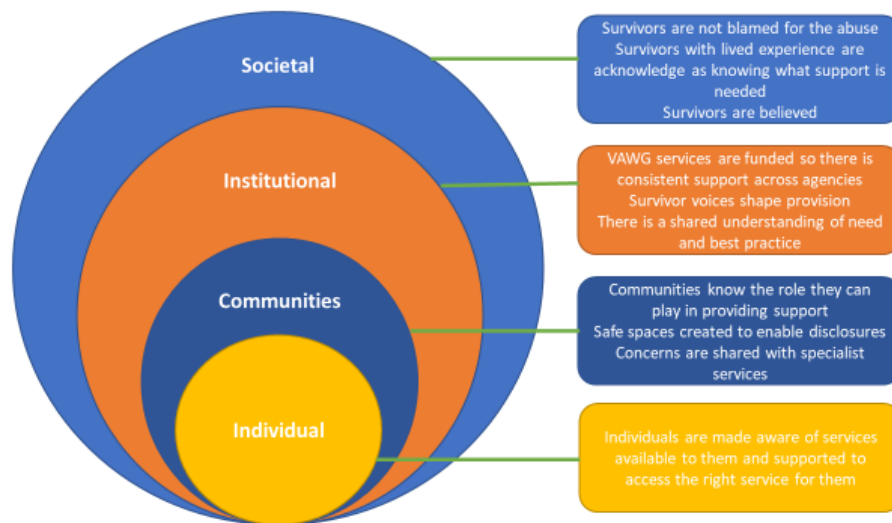 Societal
Survivors are not blamed for the abuse
Survivors with lived experience are
acknowledge as knowing what support is
needed
Survivors are believed
Institutional
VAWG services are funded so there is
consistent support across agencies
Survivor voices shape provision
There is a shared understanding of need
and best practice
Communities
Communities know the role they can
play in providing support
Safe spaces created to enable disclosures
Concerns are shared with specialist
services
Individual
Individuals are made aware of services
available to them and supported to
access the right service for them